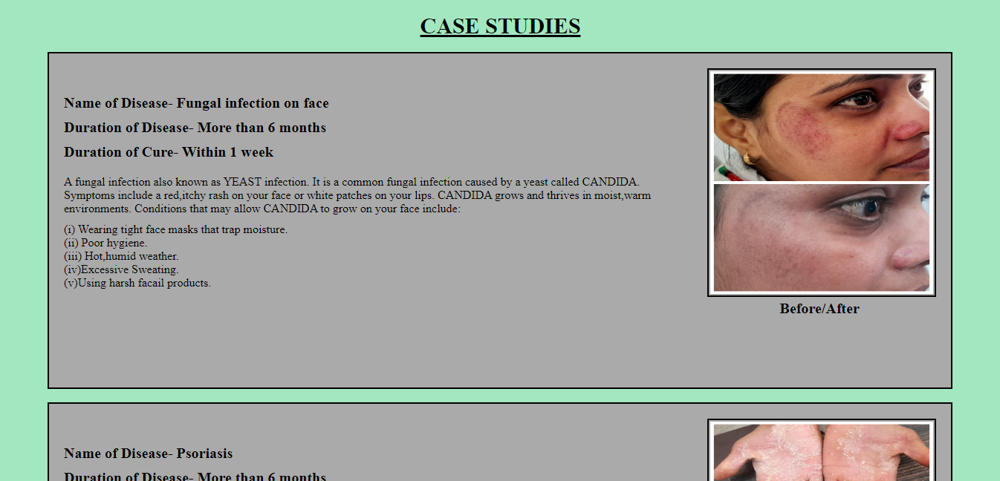 CASE STUDIES
Name of Disease- Fungal infection on face
Duration of Disease- More than 6 months
Duration of Cure- Within 1 week
A fungal infection also known as YEAST infection. It is a common fungal infection caused by a yeast called CANDIDA.
Symptoms include a red,itchy rash on your face or white patches on your lips. CANDIDA grows and thrives in moist,warm
environments. Conditions that may allow CANDIDA to grow on your face include:
(i) Wearing tight face masks that trap moisture.
(ii) Poor hygiene.
(iii) Hot,humid weather.
(iv)Excessive Sweating.
(v)Using harsh facail products.
Before/After
Name of Disease- Psoriasis
Duration of Disease- More than 6 months